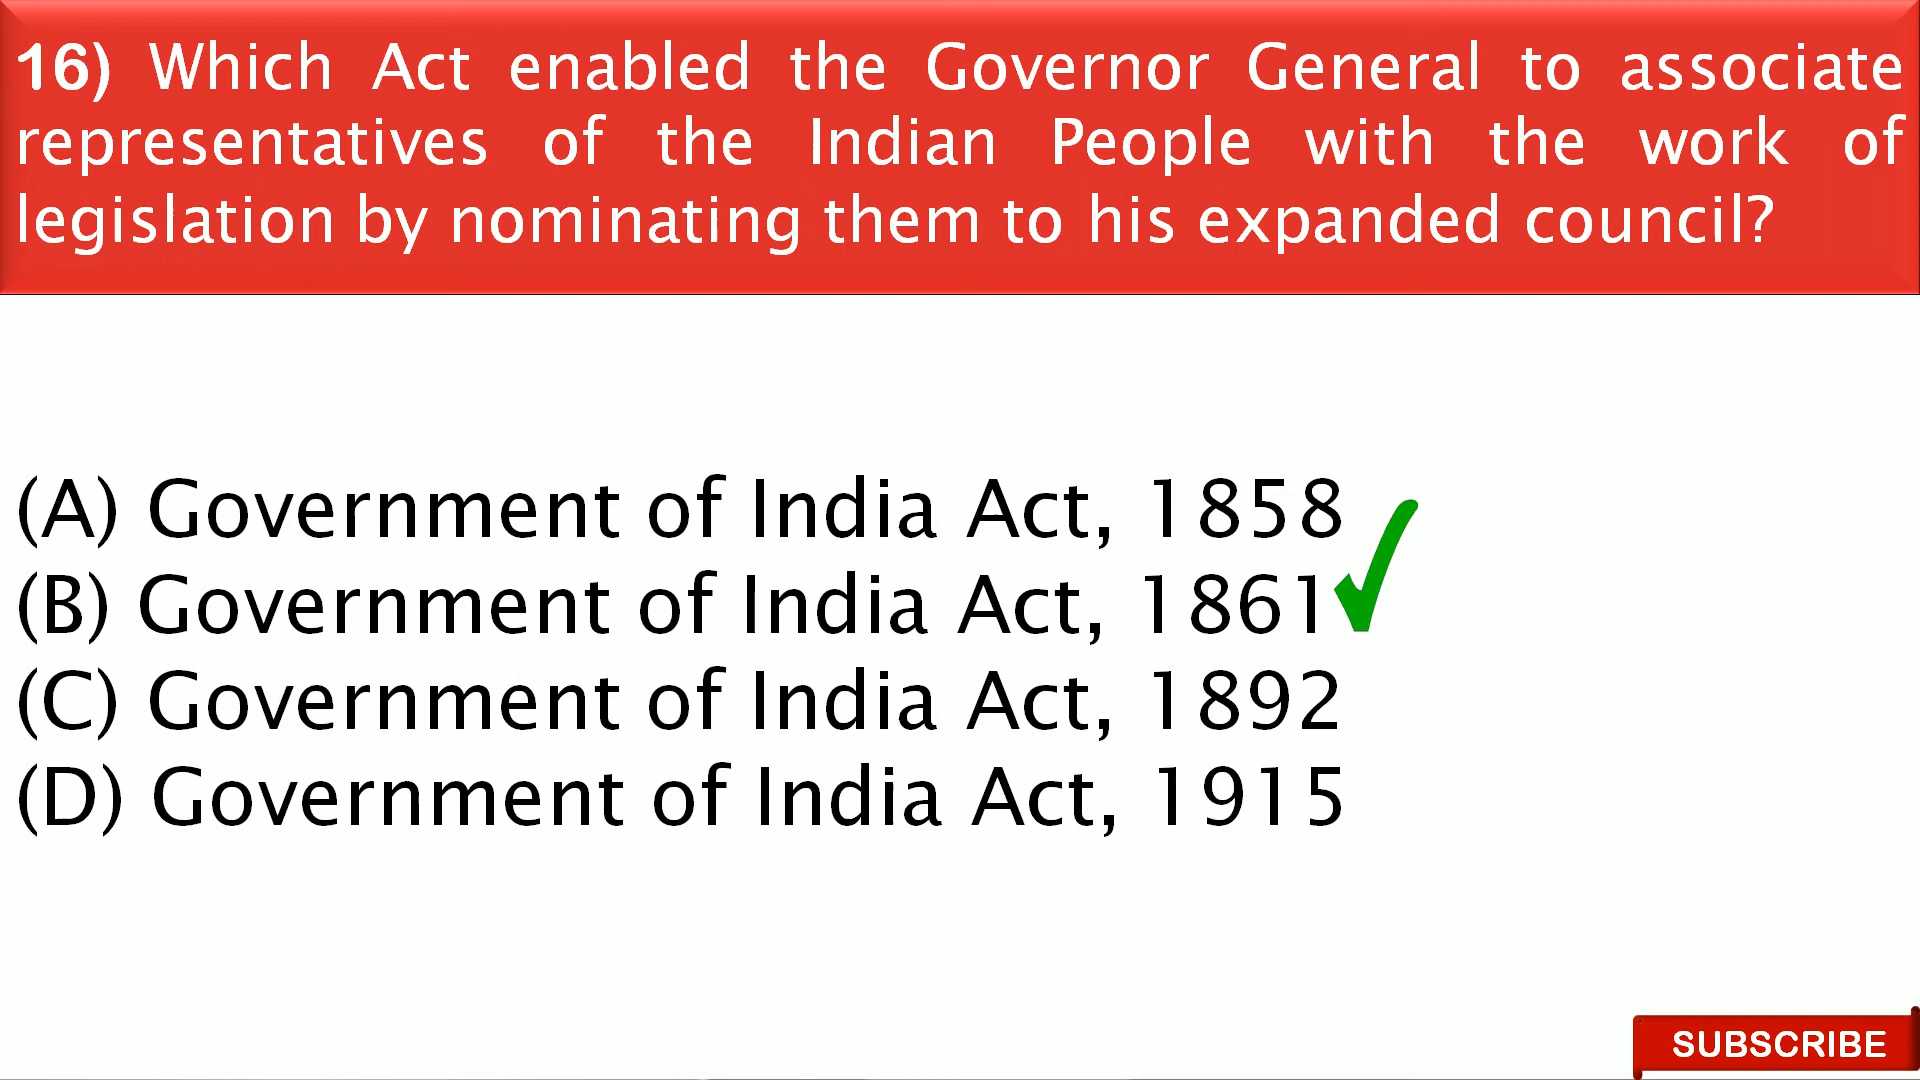 16) Which Act enabled the Governor General to associate
representatives of the Indian People with the work of
legislation by nominating them to his expanded council?
(A) Government of India Act, 1858
(B) Government of India Act, 1861
(C) Government of India Act, 1892
(D) Government of India Act, 1915
SUBSCRIBE